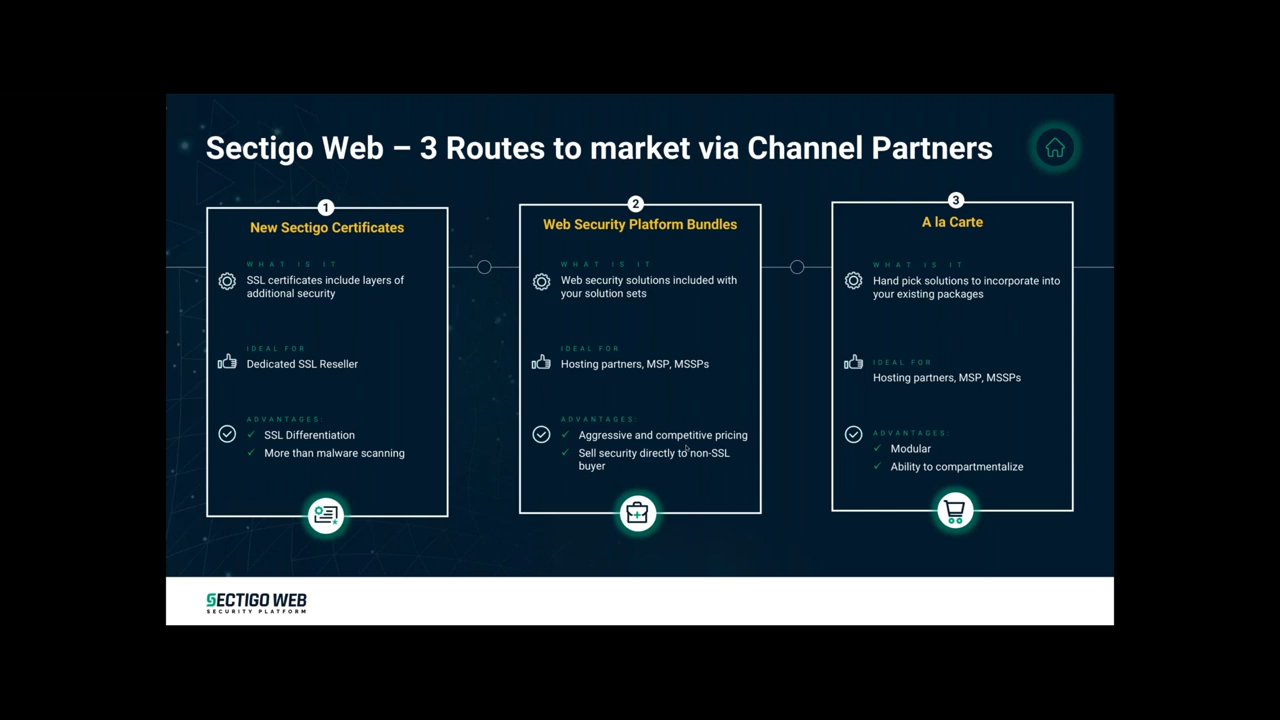 Sectigo Web – 3 Routes to market via Channel Partners
1
New Sectigo Certificates
WHAT IS IT
SSL certificates include layers of
additional security
IDEAL FOR
Dedicated SSL Reseller
ADVANTAGES:
✓ SSL Differentiation
✓ More than malware scanning
2
Web Security Platform Bundles
WHAT IS IT
Web security solutions included with
your solution sets
IDEAL FOR
Hosting partners, MSP, MSSPs
ADVANTAGES:
✓ Aggressive and competitive pricing
✓ Sell security directly to non-SSL
buyer
3
A la Carte
WHAT IS IT
Hand pick solutions to incorporate into
your existing packages
IDEAL FOR
Hosting partners, MSP, MSSPs
ADVANTAGES:
✓ Modular
✓ Ability to compartmentalize
SECTIGO WEB
SECURITY PLATFORM